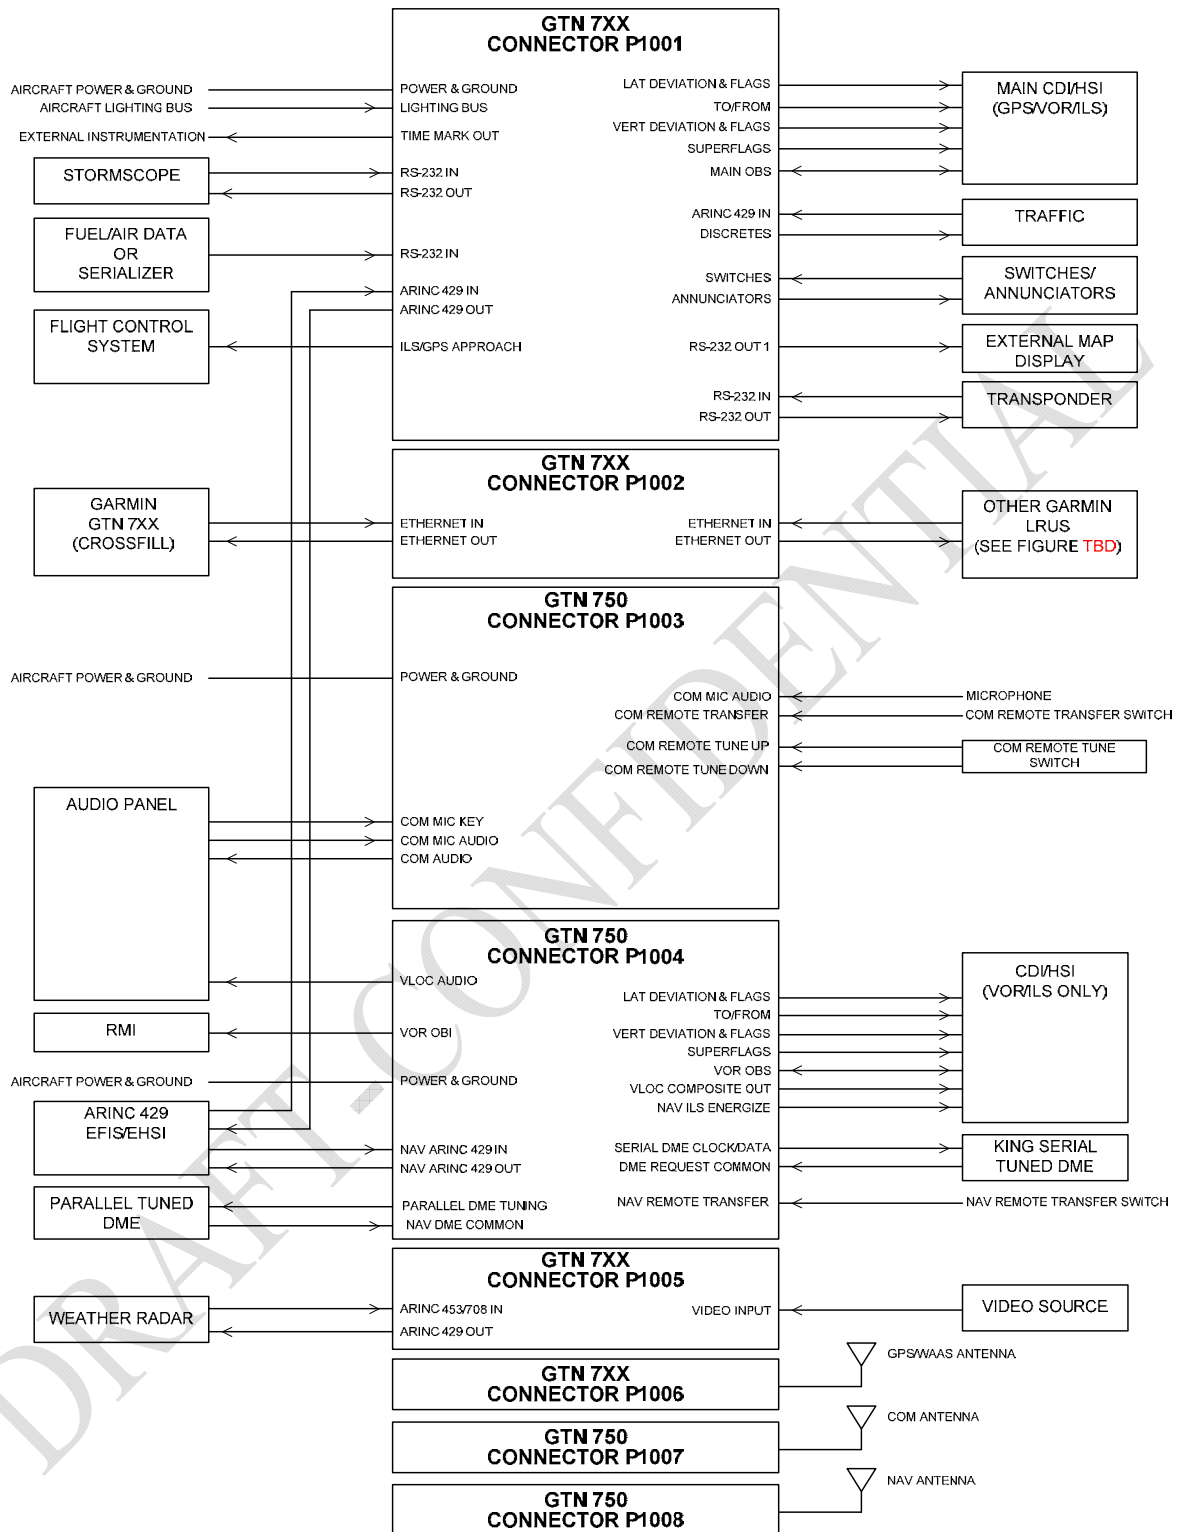 GTN 7XX
CONNECTOR P1001
AIRCRAFT POWER & GROUND
POWER & GROUND
AIRCRAFT LIGHTING BUS
LIGHTING BUS
EXTERNAL INSTRUMENTATION
TIME MARK OUT
STORMSCOPE
RS-232 IN
RS-232 OUT
FUEL/AIR DATA
OR
SERIALIZER
RS-232 IN
ARINC 429 IN
ARINC 429 OUT
FLIGHT CONTROL
SYSTEM
ILS/GPS APPROACH
LAT DEVIATION & FLAGS
TO/FROM
VERT DEVIATION & FLAGS
SUPERFLAGS
MAIN OBS
MAIN CDI/HSI
(GPS/VOR/ILS)
ARINC 429 IN
DISCRETES
TRAFFIC
SWITCHES
ANNUNCIATORS
SWITCHES/
ANNUNCIATORS
RS-232 OUT 1
EXTERNAL MAP
DISPLAY
RS-232 IN
RS-232 OUT
TRANSPONDER
GTN 7XX
CONNECTOR P1002
GARMIN
GTN 7XX
(CROSSFILL)
ETHERNET IN
ETHERNET OUT
ETHERNET IN
ETHERNET OUT
OTHER GARMIN
LRUS
(SEE FIGURE TBD)
GTN 750
CONNECTOR P1003
AIRCRAFT POWER & GROUND
POWER & GROUND
COM MIC AUDIO
MICROPHONE
COM REMOTE TRANSFER
COM REMOTE TRANSFER SWITCH
COM REMOTE TUNE UP
COM REMOTE TUNE DOWN
COM REMOTE TUNE
SWITCH
AUDIO PANEL
COM MIC KEY
COM MIC AUDIO
COM AUDIO
GTN 750
CONNECTOR P1004
VLOC AUDIO
RMI
VOR OBI
AIRCRAFT POWER & GROUND
POWER & GROUND
ARINC 429
EFIS/EHSI
NAV ARINC 429 IN
NAV ARINC 429 OUT
PARALLEL TUNED
DME
PARALLEL DME TUNING
NAV DME COMMON
LAT DEVIATION & FLAGS
TO/FROM
VERT DEVIATION & FLAGS
SUPERFLAGS
VOR OBS
VLOC COMPOSITE OUT
NAV ILS ENERGIZE
CDI/HSI
(VOR/ILS ONLY)
SERIAL DME CLOCK/DATA
DME REQUEST COMMON
KING SERIAL
TUNED DME
NAV REMOTE TRANSFER
NAV REMOTE TRANSFER SWITCH
GTN 7XX
CONNECTOR P1005
WEATHER RADAR
ARINC 453/708 IN
ARINC 429 OUT
VIDEO INPUT
VIDEO SOURCE
GTN 7XX
CONNECTOR P1006
GPS/WAAS ANTENNA
GTN 750
CONNECTOR P1007
COM ANTENNA
GTN 750
CONNECTOR P1008
NAV ANTENNA
DRAFT-CONFIDENTIAL